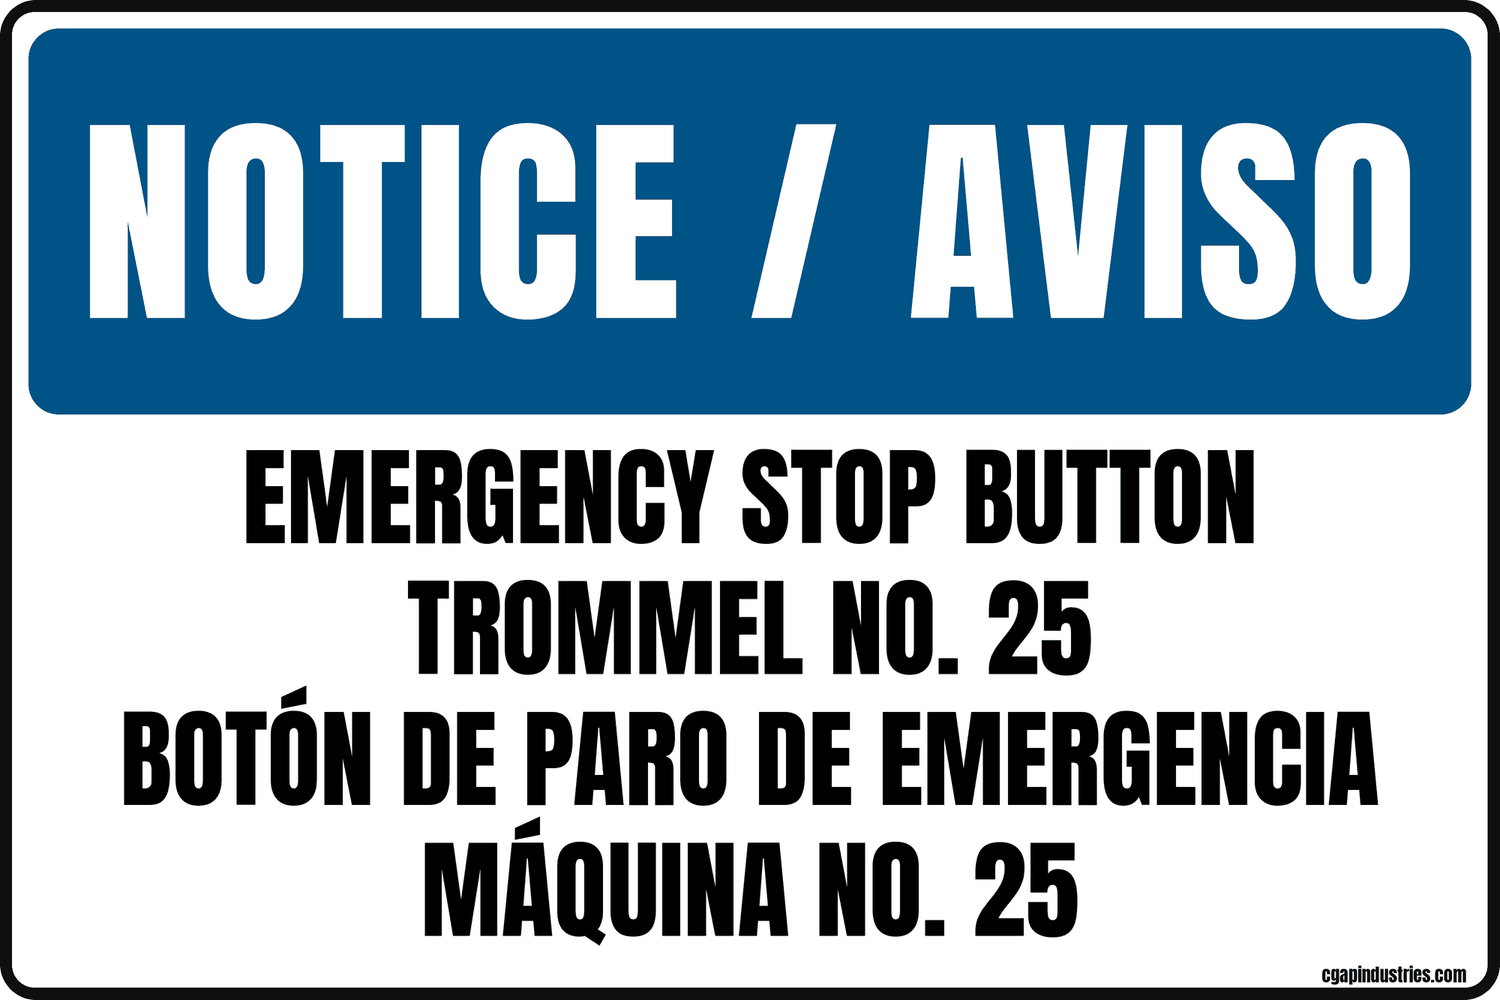 NOTICE / AVISO
EMERGENCY STOP BUTTON
TROMMEL NO. 25
BOTÓN DE PARO DE EMERGENCIA
MÁQUINA NO. 25
cgapindustries.com